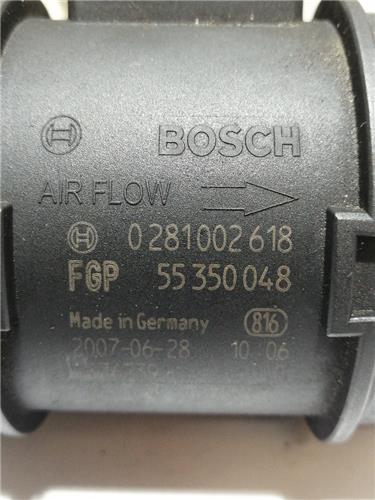 BOSCH
AIR FLOW
0 281 002 618
FGP 55 350 048
Made in Germany 816
2007-06-28 10 06